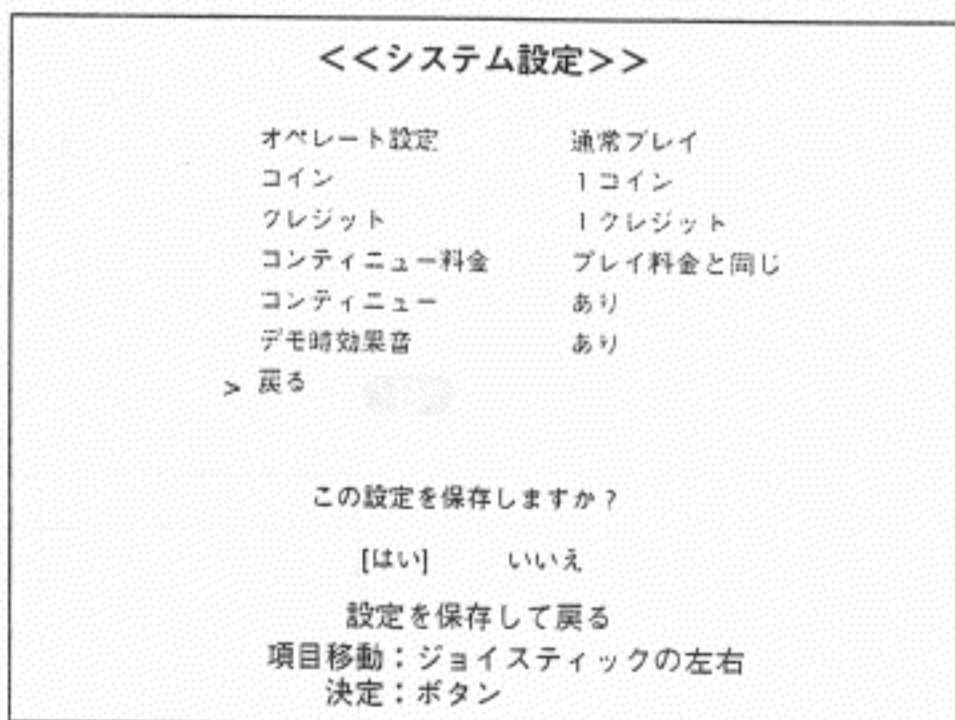 <<システム設定>>
オペレート設定 通常プレイ
コイン 1コイン
クレジット 1クレジット
コンティニュー料金 プレイ料金と同じ
コンティニュー あり
デモ時効果音 あり
> 戻る
この設定を保存しますか?
[はい] いいえ
設定を保存して戻る
項目移動:ジョイスティックの左右
決定:ボタン